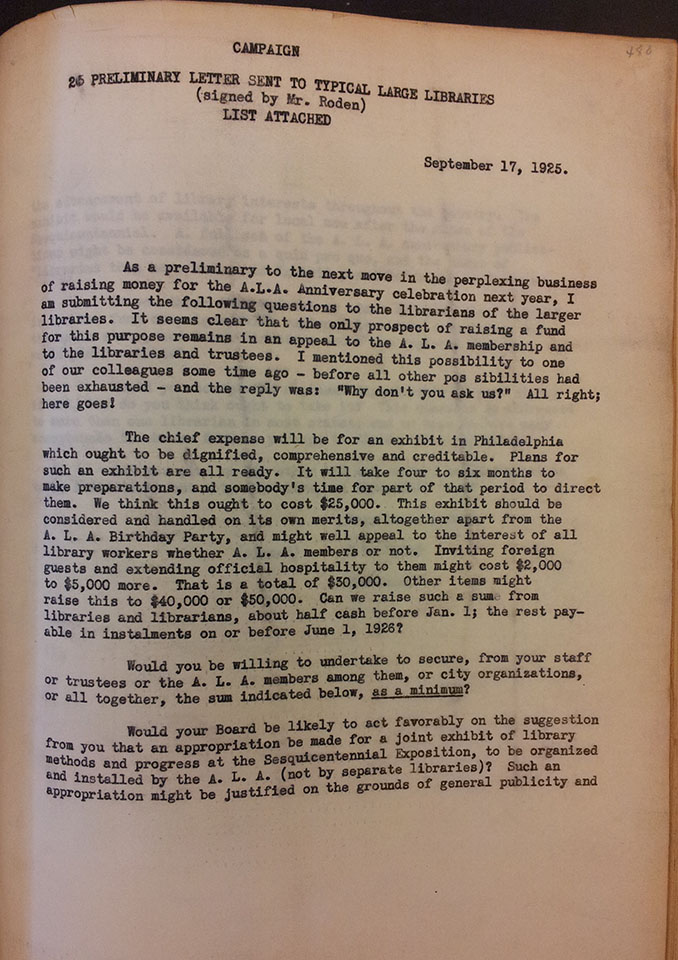 CAMPAIGN
26 PRELIMINARY LETTER SENT TO TYPICAL LARGE LIBRARIES
(signed by Mr. Roden)
LIST ATTACHED
September 17, 1925.
As a preliminary to the next move in the perplexing business
of raising money for the A.L.A. Anniversary celebration next year, I
am submitting the following questions to the librarians of the larger
libraries. It seems clear that the only prospect of raising a fund
for this purpose remains in an appeal to the A. L. A. membership and
to the libraries and trustees. I mentioned this possibility to one
of our colleagues some time ago - before all other pos sibilities had
been exhausted - and the reply was: "Why don't you ask us?" All right;
here goes!
The chief expense will be for an exhibit in Philadelphia
which ought to be dignified, comprehensive and creditable. Plans for
such an exhibit are all ready. It will take four to six months to
make preparations, and somebody's time for part of that period to direct
them. We think this ought to cost $25,000. This exhibit should be
considered and handled on its own merits, altogether apart from the
A. L. A. Birthday Party, and might well appeal to the interest of all
library workers whether A. L. A. members or not. Inviting foreign
guests and extending official hospitality to them might cost $2,000
to $5,000 more. That is a total of $30,000. Other items might
raise this to $40,000 or $50,000. Can we raise such a sum from
libraries and librarians, about half cash before Jan. 1; the rest pay-
able in instalments on or before June 1, 1926?
Would you be willing to undertake to secure, from your staff
or trustees or the A. L. A. members among them, or city organizations,
or all together, the sum indicated below, as a minimum?
Would your Board be likely to act favorably on the suggestion
from you that an appropriation be made for a joint exhibit of library
methods and progress at the Sesquicentennial Exposition, to be organized
and installed by the A. L. A. (not by separate libraries)? Such an
appropriation might be justified on the grounds of general publicity and